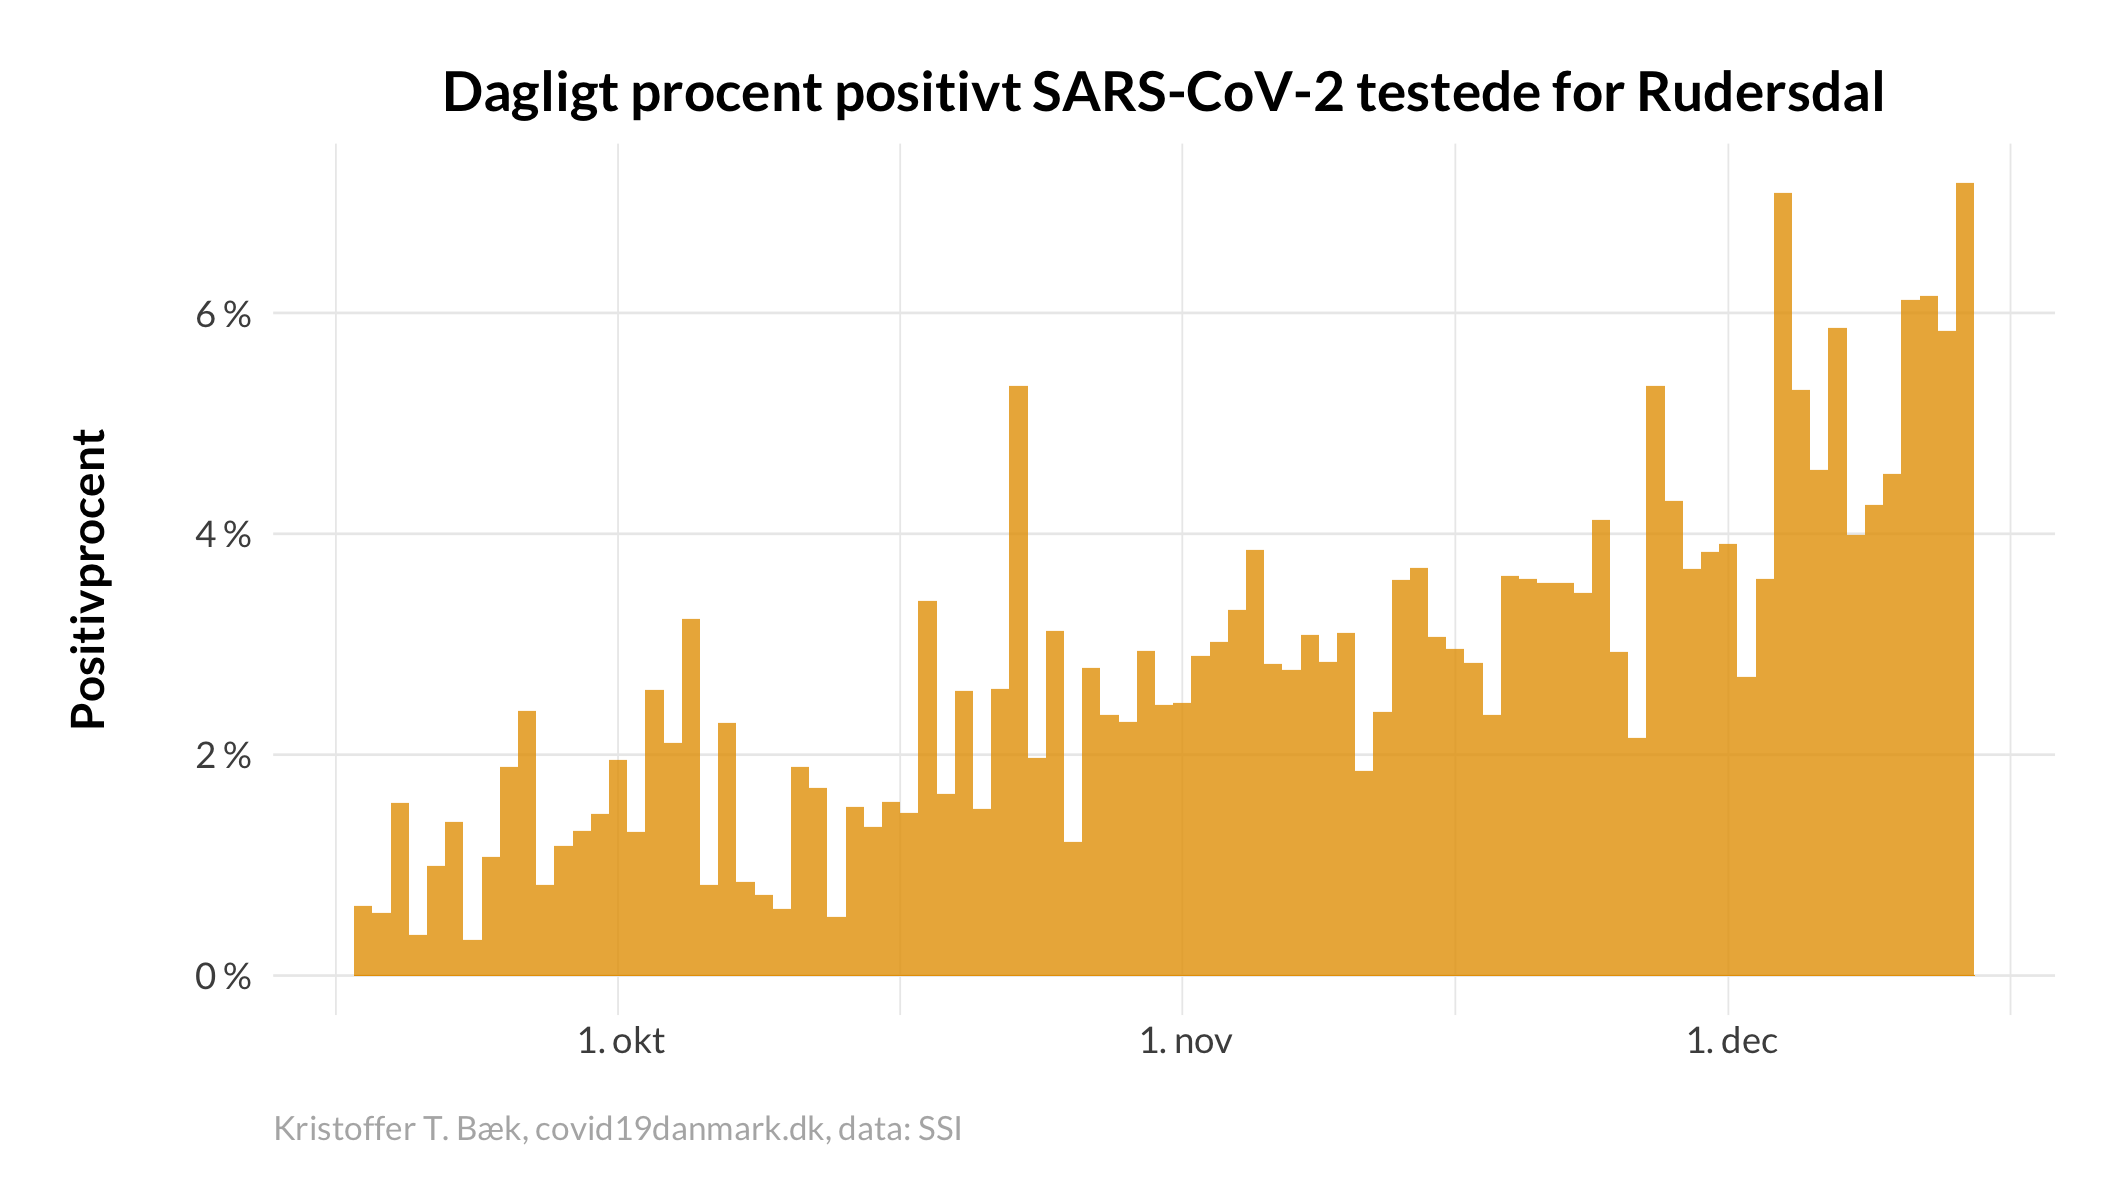 Dagligt procent positivt SARS-CoV-2 testede for Rudersdal
Positivprocent
6 %
4 %
2 %
0 %
1. okt
1. nov
1. dec
Kristoffer T. Bæk, covid19danmark.dk, data: SSI